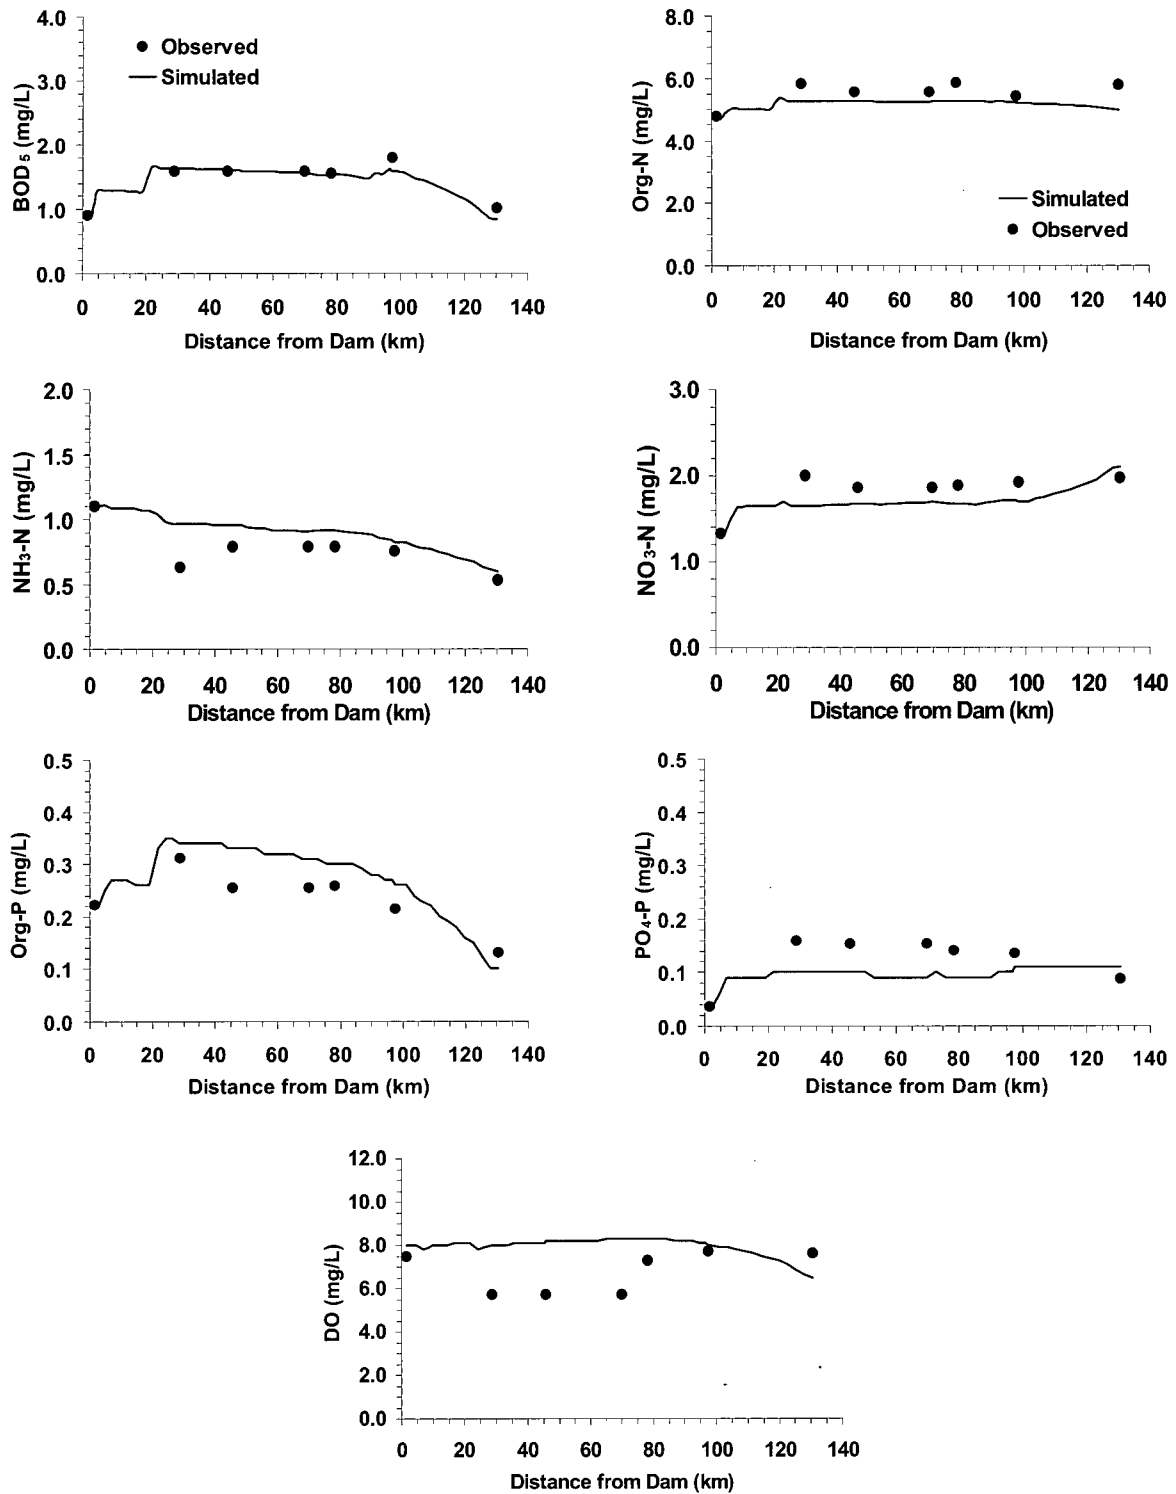 4.0
3.0
2.0
1.0
0.0
BOD5 (mg/L)
Observed
Simulated
0 20 40 60 80 100 120 140
Distance from Dam (km)
8.0
6.0
4.0
2.0
0.0
Org-N (mg/L)
Simulated
Observed
0 20 40 60 80 100 120 140
Distance from Dam (km)
2.0
1.5
1.0
0.5
0.0
NH3-N (mg/L)
0 20 40 60 80 100 120 140
Distance from Dam (km)
3.0
2.0
1.0
0.0
NO3-N (mg/L)
0 20 40 60 80 100 120 140
Distance from Dam (km)
0.5
0.4
0.3
0.2
0.1
0.0
Org-P (mg/L)
0 20 40 60 80 100 120 140
Distance from Dam (km)
0.5
0.4
0.3
0.2
0.1
0.0
PO4-P (mg/L)
0 20 40 60 80 100 120 140
Distance from Dam (km)
12.0
10.0
8.0
6.0
4.0
2.0
0.0
DO (mg/L)
0 20 40 60 80 100 120 140
Distance from Dam (km)